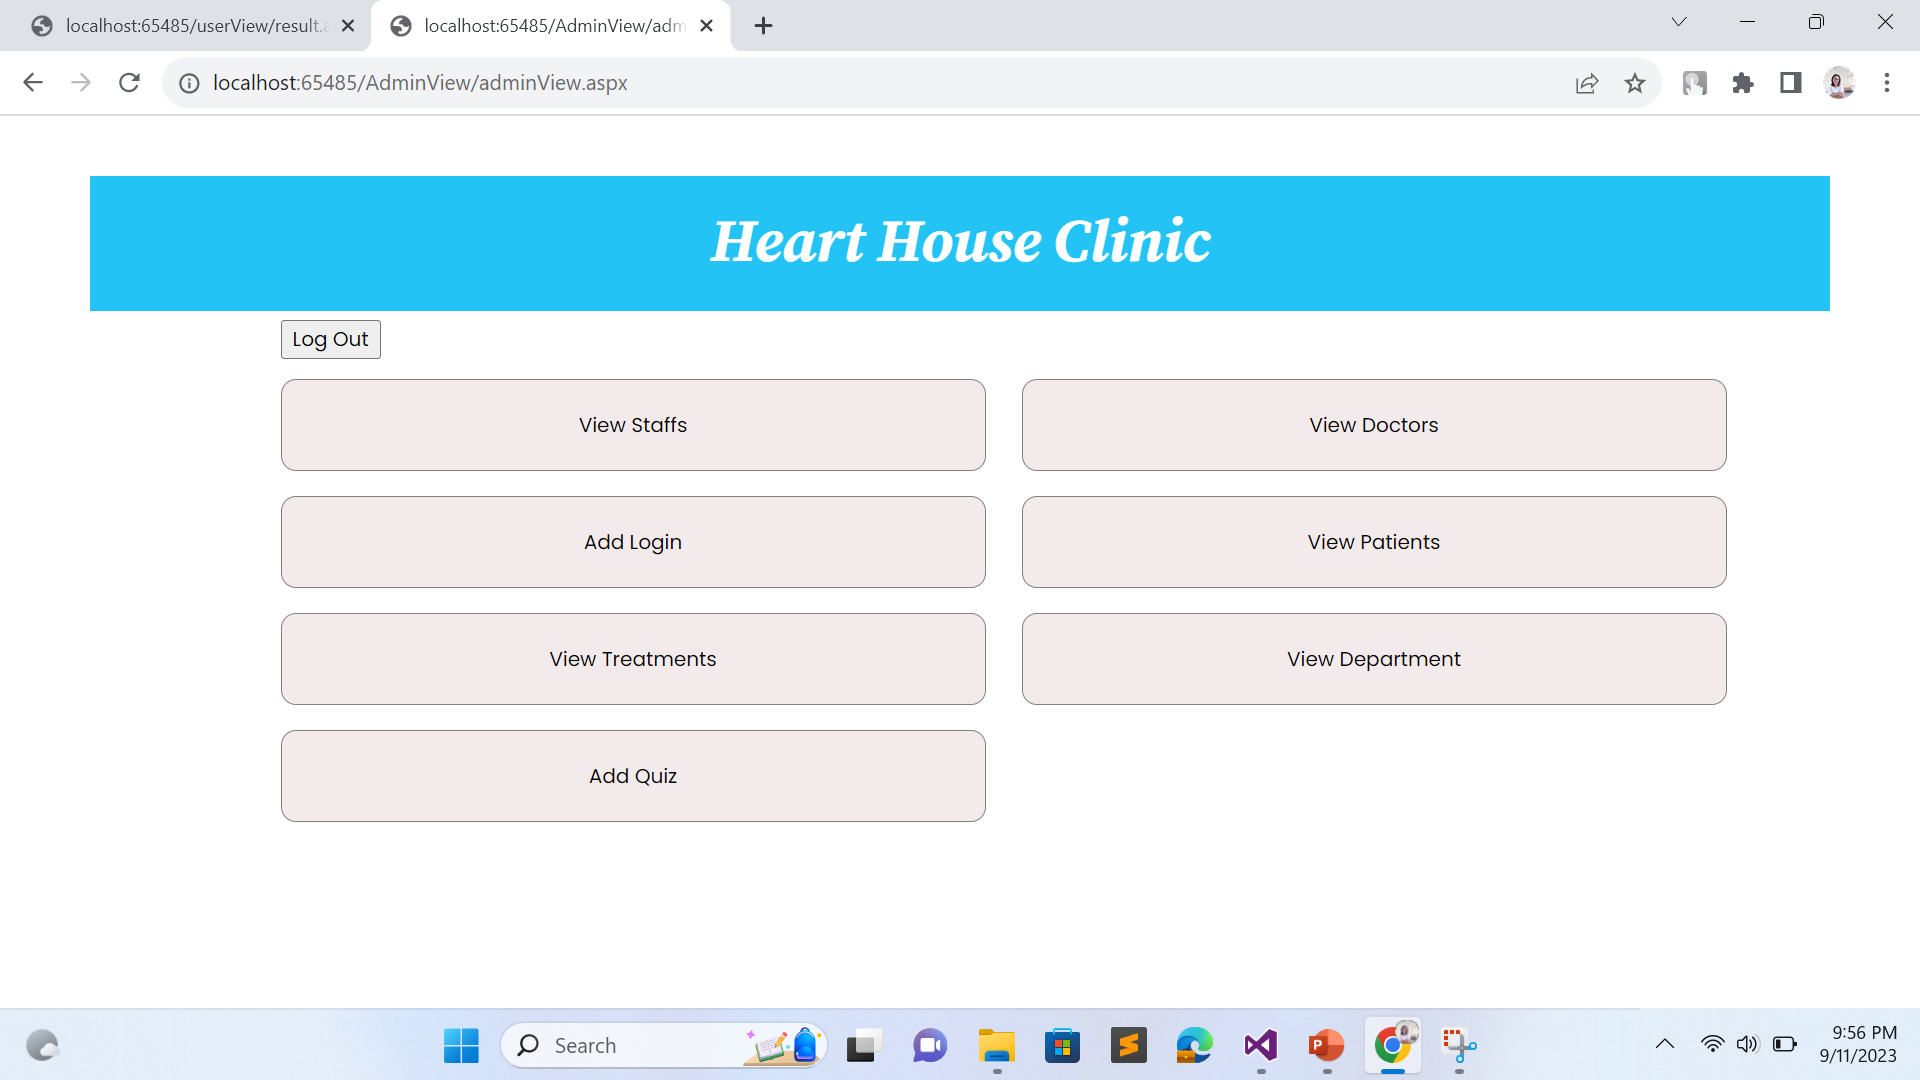 localhost:65485/userView/result.a
localhost:65485/AdminView/adm
localhost:65485/AdminView/adminView.aspx
Heart House Clinic
Log Out
View Staffs
View Doctors
Add Login
View Patients
View Treatments
View Department
Add Quiz
Search
9:56 PM
9/11/2023